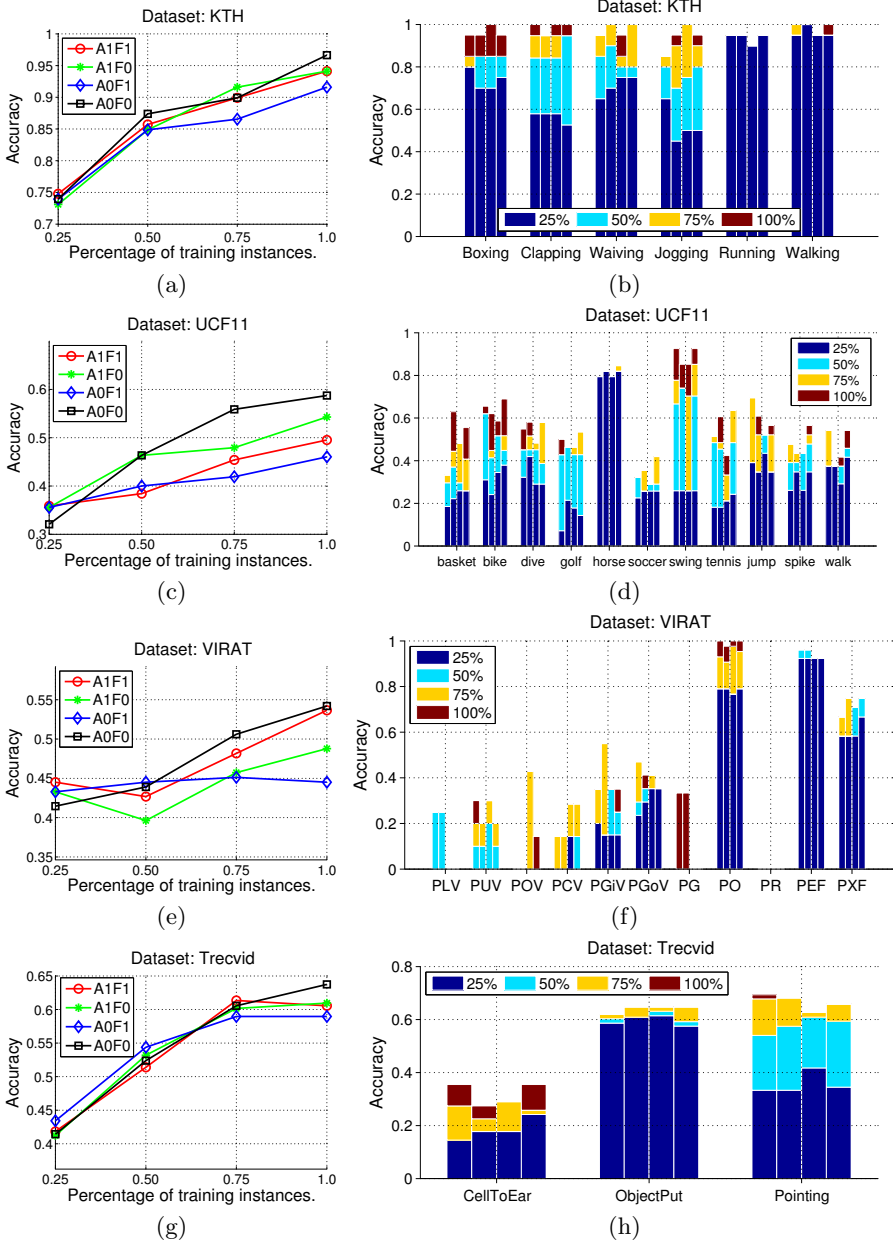 Dataset: KTH
Accuracy
1
0.95
0.9
0.85
0.8
0.75
0.7
A1F1
A1F0
A0F1
A0F0
0.25
0.50
0.75
1.0
Percentage of training instances.
(a)
Dataset: KTH
Accuracy
1
0.8
0.6
0.4
0.2
0
25% 50% 75% 100%
Boxing Clapping Waiving Jogging Running Walking
(b)
Dataset: UCF11
Accuracy
0.6
0.5
0.4
0.3
A1F1
A1F0
A0F1
A0F0
0.25
0.50
0.75
1.0
Percentage of training instances.
(c)
Dataset: UCF11
Accuracy
1
0.8
0.6
0.4
0.2
0
25%
50%
75%
100%
basket bike dive golf horse soccer swing tennis jump spike walk
(d)
Dataset: VIRAT
Accuracy
0.55
0.5
0.45
0.4
0.35
A1F1
A1F0
A0F1
A0F0
0.25
0.50
0.75
1.0
Percentage of training instances.
(e)
Dataset: VIRAT
Accuracy
1
0.8
0.6
0.4
0.2
0
25%
50%
75%
100%
PLV PUV POV PCV PGiV PGoV PG PO PR PEF PXF
(f)
Dataset: Trecvid
Accuracy
0.65
0.6
0.55
0.5
0.45
0.4
A1F1
A1F0
A0F1
A0F0
0.25
0.50
0.75
1.0
Percentage of training instances.
(g)
Dataset: Trecvid
Accuracy
0.8
0.6
0.4
0.2
0
25% 50% 75% 100%
CellToEar ObjectPut Pointing
(h)